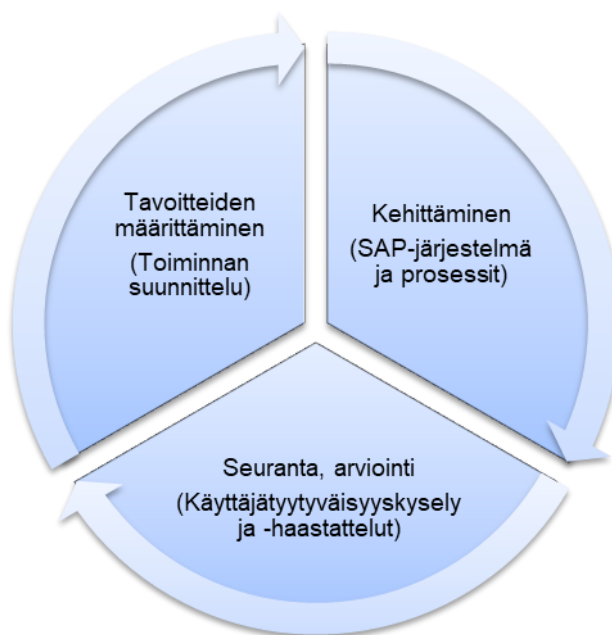 Tavoitteiden
määrittäminen
(Toiminnan
suunnittelu)
Kehittäminen
(SAP-järjestelmä
ja prosessit)
Seuranta, arviointi
(Käyttäjätyytyväisyyskysely
ja -haastattelut)